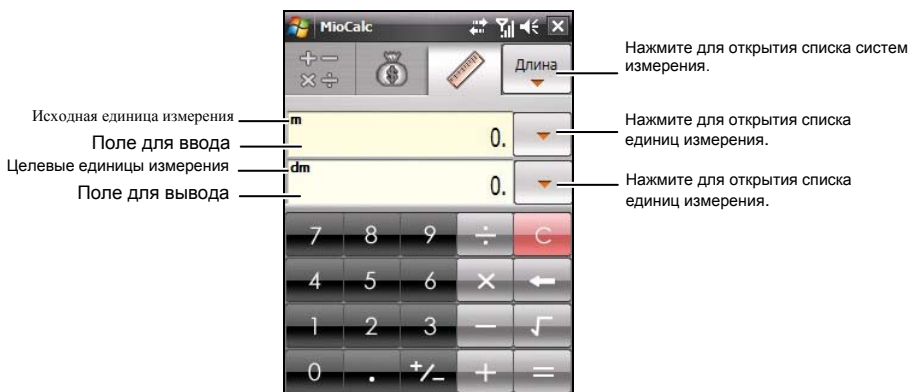 MioCalc
Длина
Нажмите для открытия списка систем
измерения.
Исходная единица измерения
m
0.
Нажмите для открытия списка
единиц измерения.
Поле для ввода
Целевые единицы измерения
dm
0.
Нажмите для открытия списка
единиц измерения.
Поле для вывода
7 8 9 ÷ C
4 5 6 × ←
1 2 3 − √
0 . +/− + =